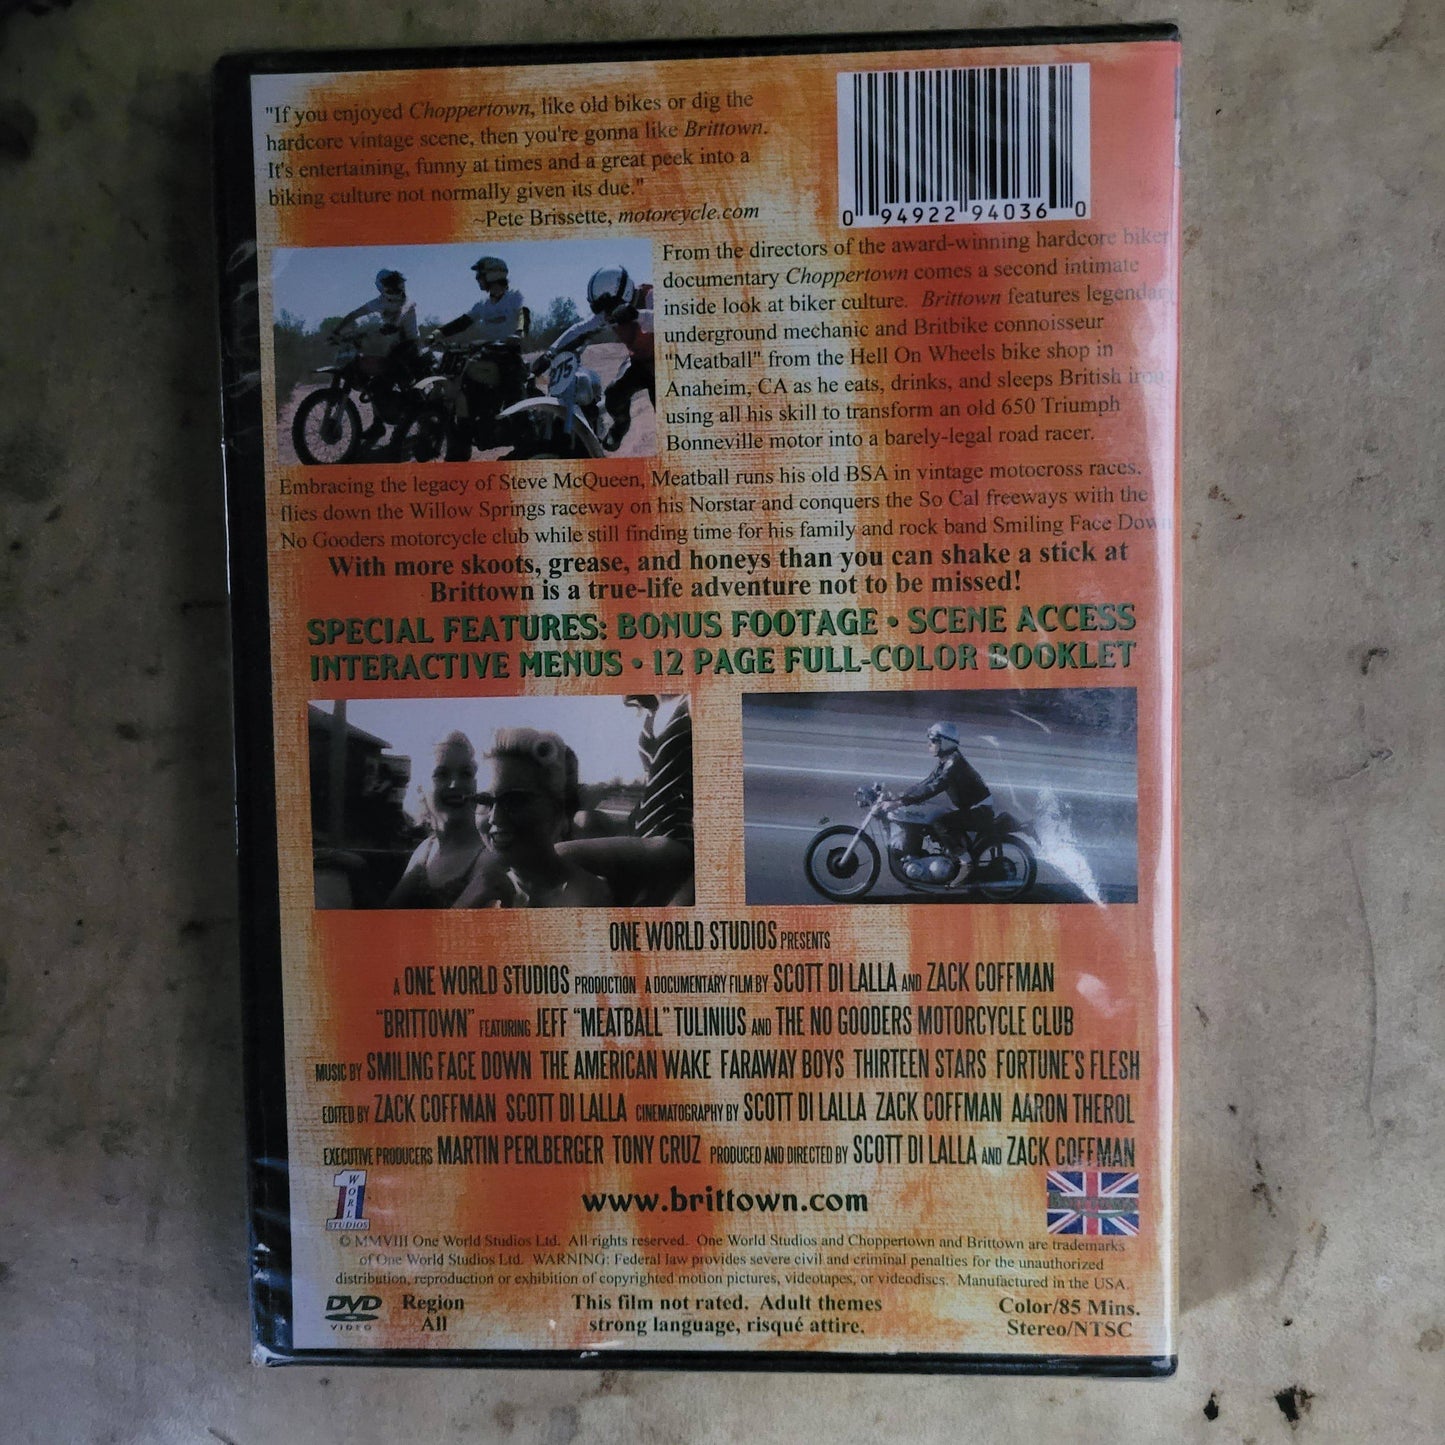 "If you enjoyed Choppertown, like old bikes or dig the
hardcore vintage scene, then you're gonna like Brittown.
It's entertaining, funny at times and a great peek into a
biking culture not normally given its due."
~Pete Brissette, motorcycle.com
0 94922 94036 0
From the directors of the award-winning hardcore biker
documentary Choppertown comes a second intimate
inside look at biker culture. Brittown features legendary
underground mechanic and Britbike connoisseur
"Meatball" from the Hell On Wheels bike shop in
Anaheim, CA as he eats, drinks, and sleeps British iron
using all his skill to transform an old 650 Triumph
Bonneville motor into a barely-legal road racer.
275
Embracing the legacy of Steve McQueen, Meatball runs his old BSA in vintage motocross races,
flies down the Willow Springs raceway on his Norstar and conquers the So Cal freeways with the
No Gooders motorcycle club while still finding time for his family and rock band Smiling Face Down
With more skoots, grease, and honeys than you can shake a stick at
Brittown is a true-life adventure not to be missed!
SPECIAL FEATURES: BONUS FOOTAGE • SCENE ACCESS
INTERACTIVE MENUS • 12 PAGE FULL-COLOR BOOKLET
ONE WORLD STUDIOS PRESENTS
A ONE WORLD STUDIOS PRODUCTION A DOCUMENTARY FILM BY SCOTT DI LALLA AND ZACK COFFMAN
"BRITTOWN" FEATURING JEFF "MEATBALL" TULINIUS AND THE NO GOODERS MOTORCYCLE CLUB
MUSIC BY SMILING FACE DOWN THE AMERICAN WAKE FARAWAY BOYS THIRTEEN STARS FORTUNE'S FLESH
EDITED BY ZACK COFFMAN SCOTT DI LALLA CINEMATOGRAPHY BY SCOTT DI LALLA ZACK COFFMAN AARON THEROL
EXECUTIVE PRODUCERS MARTIN PERLBERGER TONY CRUZ PRODUCED AND DIRECTED BY SCOTT DI LALLA AND ZACK COFFMAN
1 WORLD STUDIOS
www.brittown.com
© MMVIII One World Studios Ltd. All rights reserved. One World Studios and Choppertown and Brittown are trademarks
of One World Studios Ltd. WARNING: Federal law provides severe civil and criminal penalties for the unauthorized
distribution, reproduction or exhibition of copyrighted motion pictures, videotapes, or videodiscs. Manufactured in the USA.
DVD VIDEO
Region
All
This film not rated. Adult themes
strong language, risqué attire.
Color/85 Mins.
Stereo/NTSC